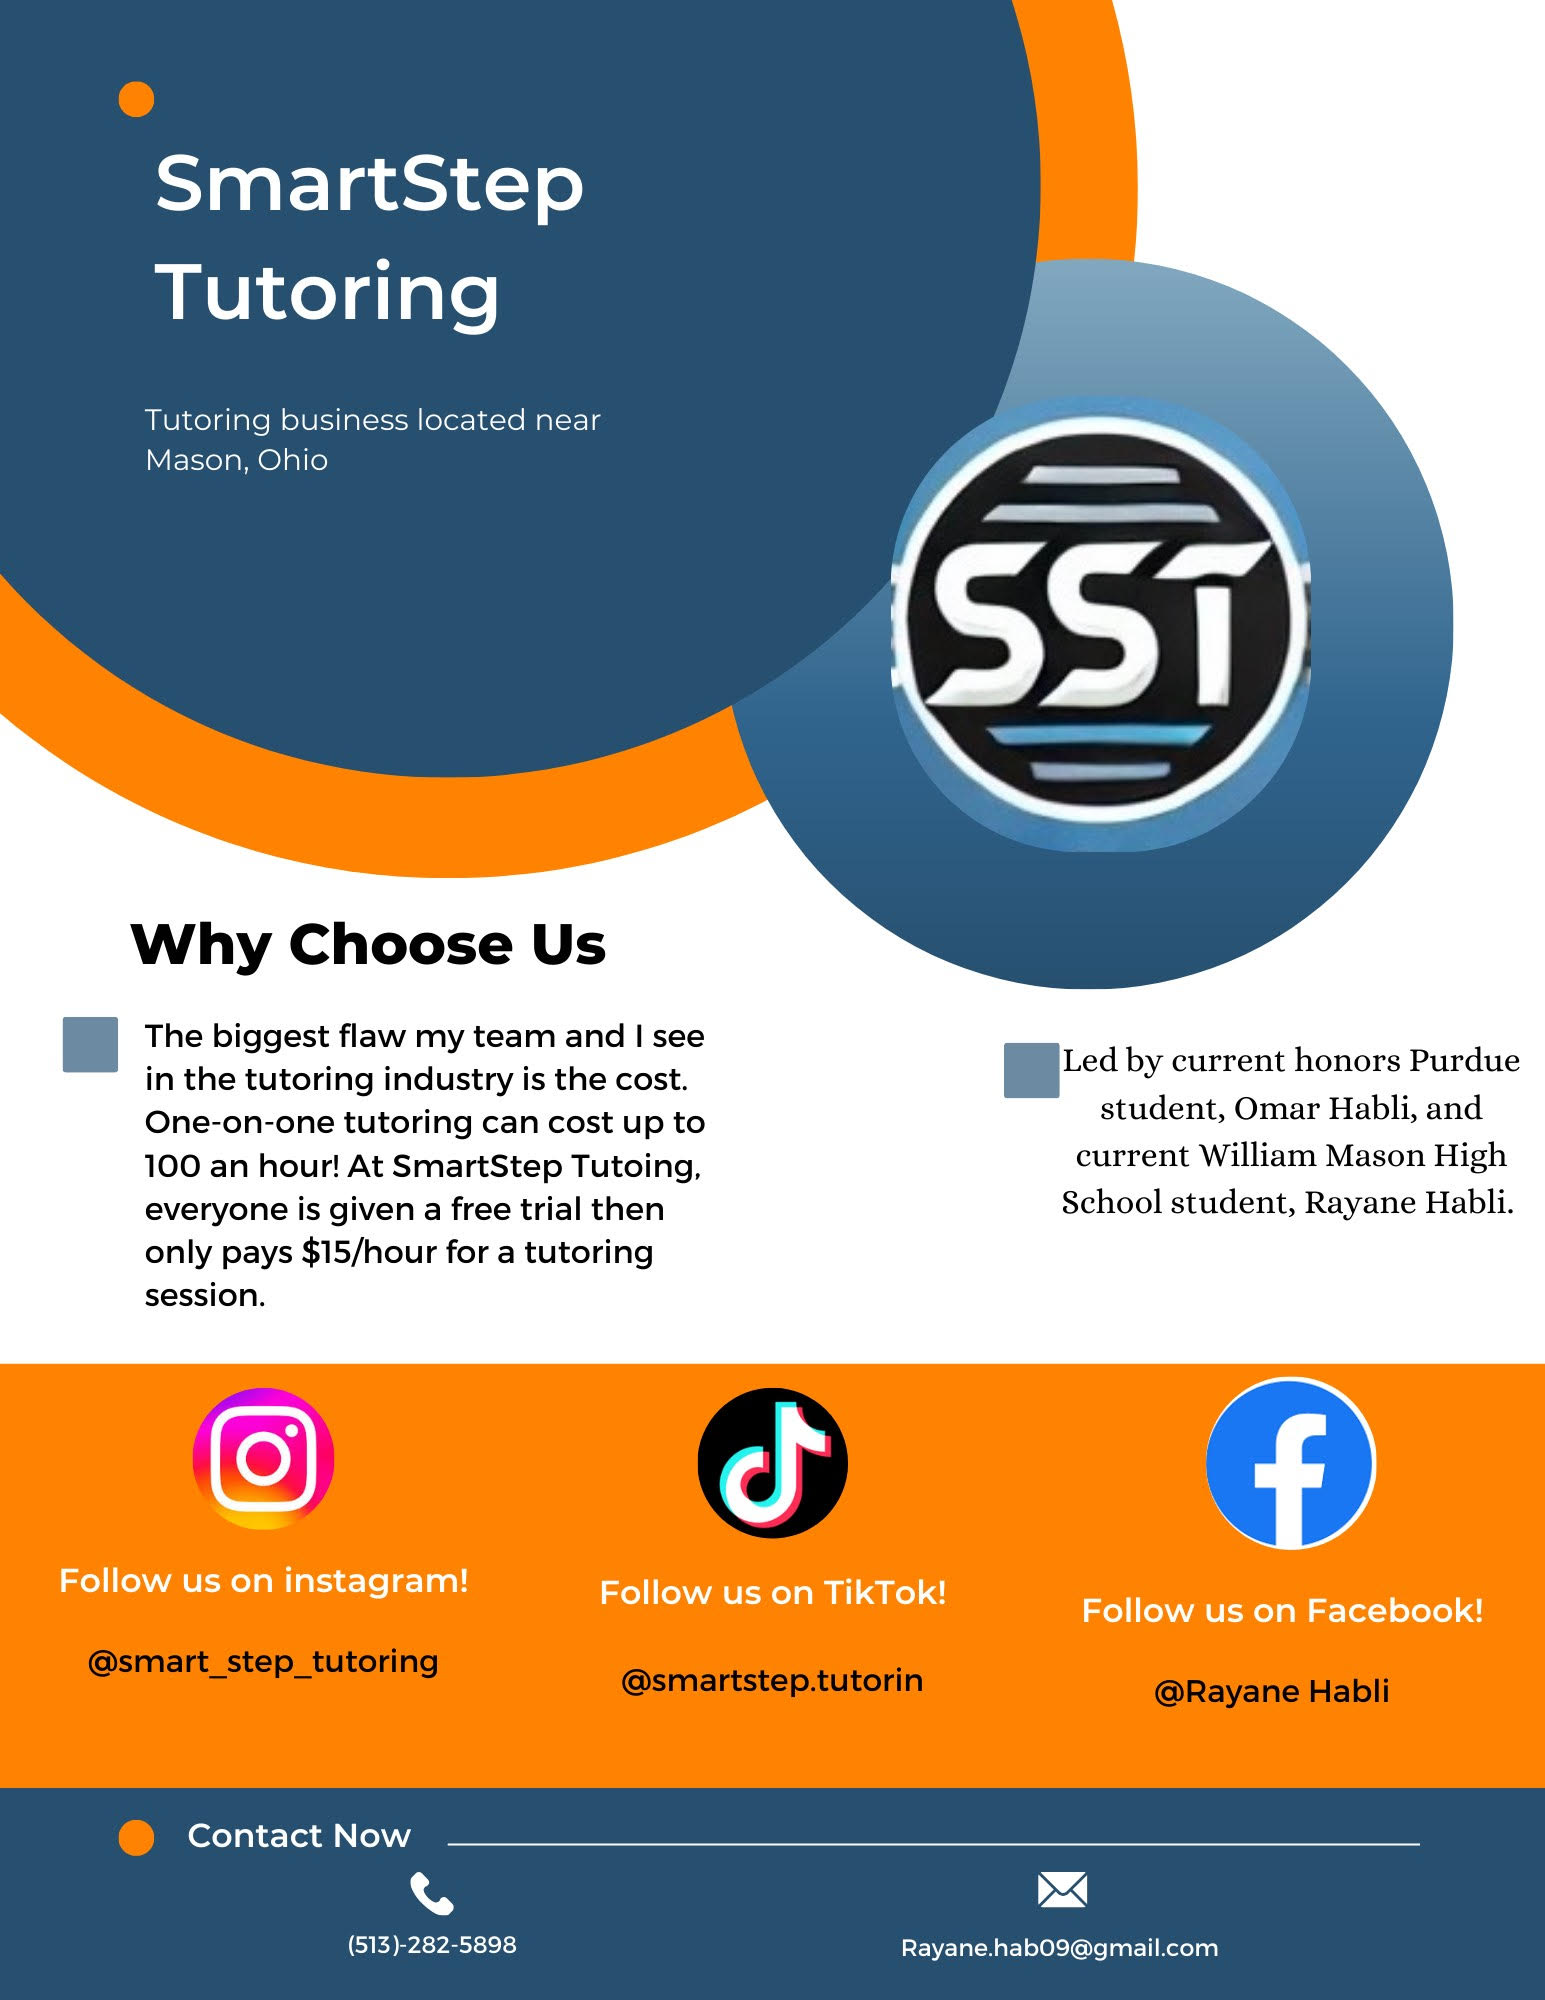 SmartStep
Tutoring
Tutoring business located near
Mason, Ohio
SST
Why Choose Us
The biggest flaw my team and I see
in the tutoring industry is the cost.
One-on-one tutoring can cost up to
100 an hour! At SmartStep Tutoing,
everyone is given a free trial then
only pays $15/hour for a tutoring
session.
Led by current honors Purdue
student, Omar Habli, and
current William Mason High
School student, Rayane Habli.
Follow us on instagram!
@smart_step_tutoring
Follow us on TikTok!
@smartstep.tutorin
Follow us on Facebook!
@Rayane Habli
Contact Now
(513)-282-5898
Rayane.hab09@gmail.com